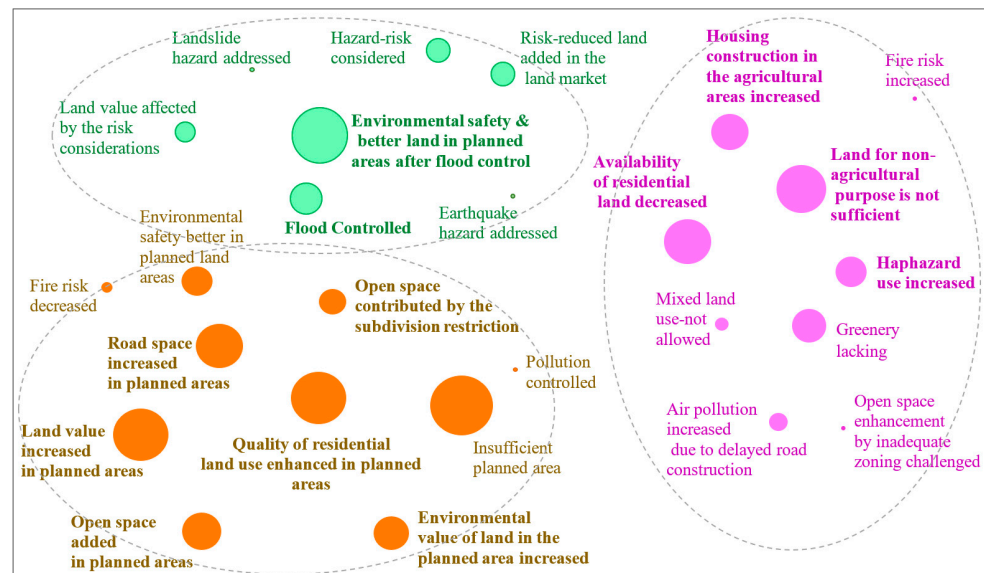 Landslide
hazard addressed
Hazard-risk
considered
Risk-reduced land
added in the
land market
Land value affected
by the risk
considerations
Environmental safety &
better land in planned
areas after flood control
Flood Controlled
Earthquake
hazard addressed
Housing
construction in
the agricultural
areas increased
Fire risk
increased
Availability
of residential
land decreased
Land for non-
agricultural
purpose is not
sufficient
Haphazard
use increased
Mixed land
use-not
allowed
Greenery
lacking
Air pollution
increased
due to delayed road
construction
Open space
enhancement
by inadequate
zoning challenged
Environmental
safety better in
planned land
areas
Fire risk
decreased
Open space
contributed by the
subdivision restriction
Road space
increased
in planned areas
Pollution
controlled
Land value
increased
in planned areas
Quality of residential
land use enhanced in planned
areas
Insufficient
planned area
Open space
added
in planned areas
Environmental
value of land in the
planned area increased